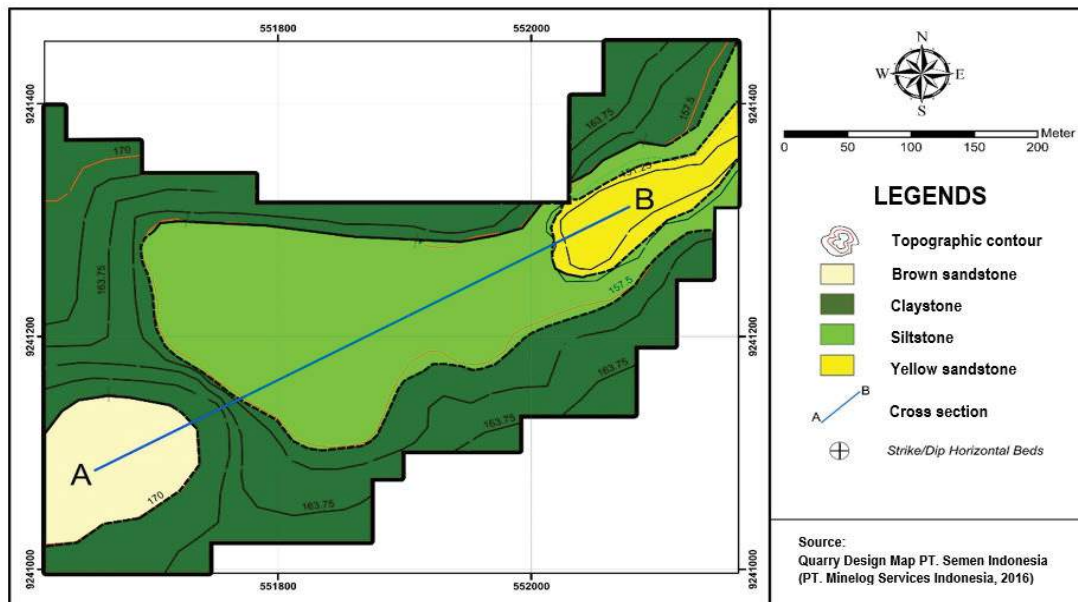 551800
552000
9241400
9241400
170
163.75
157.5
151.25
B
163.75
157.5
9241200
9241200
163.75
A
170
163.75
163.75
9241000
9241000
551800
552000
N
W
E
S
Meter
0
50
100
150
200
LEGENDS
Topographic contour
Brown sandstone
Claystone
Siltstone
Yellow sandstone
B
A
Cross section
Strike/Dip Horizontal Beds
Source:
Quarry Design Map PT. Semen Indonesia
(PT. Minelog Services Indonesia, 2016)